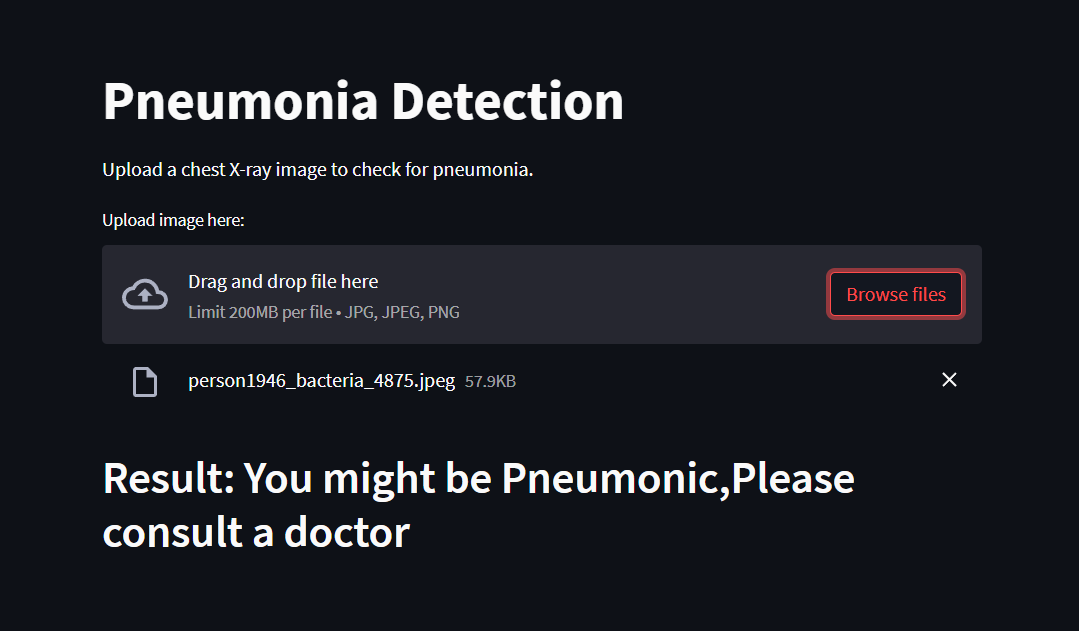 Pneumonia Detection
Upload a chest X-ray image to check for pneumonia.
Upload image here:
Drag and drop file here
Limit 200MB per file • JPG, JPEG, PNG
Browse files
person1946_bacteria_4875.jpeg 57.9KB
Result: You might be Pneumonic,Please
consult a doctor